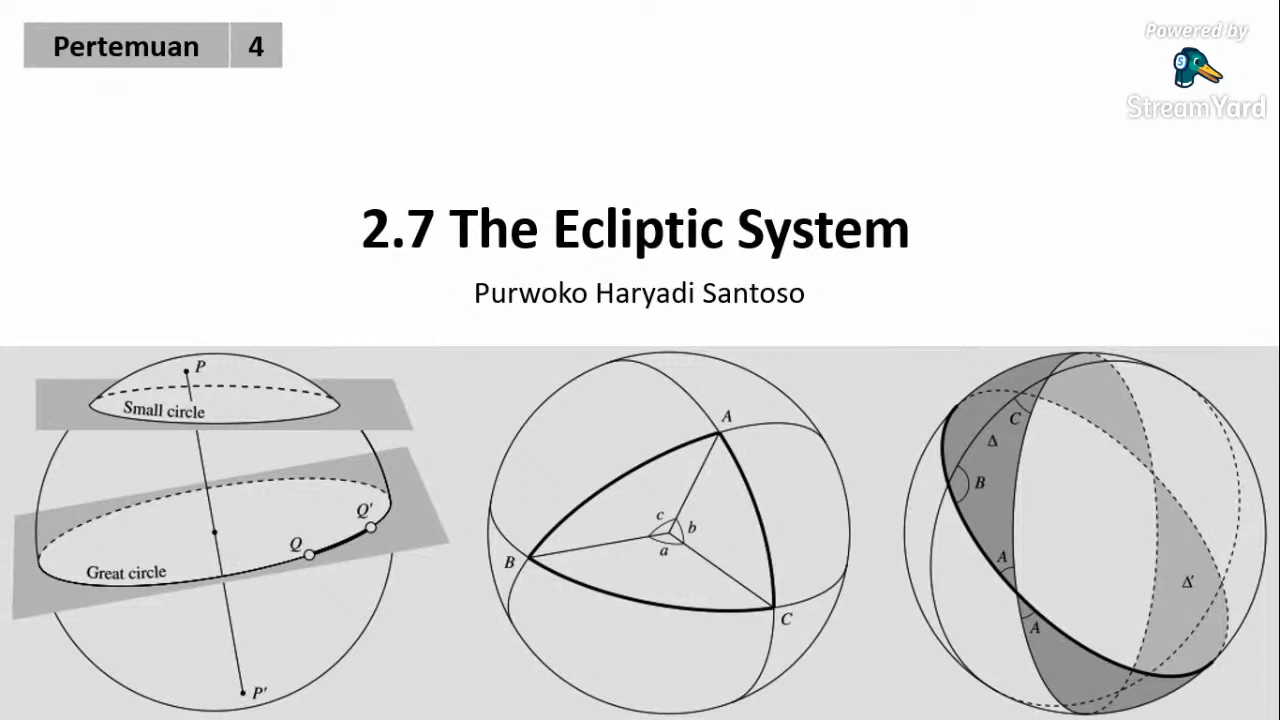 Pertemuan 4
Powered by
StreamYard
2.7 The Ecliptic System
Purwoko Haryadi Santoso
P
Small circle
Q'
Q
Great circle
P'
A
c
b
a
B
C
C
Δ
B
A
Δ'
A